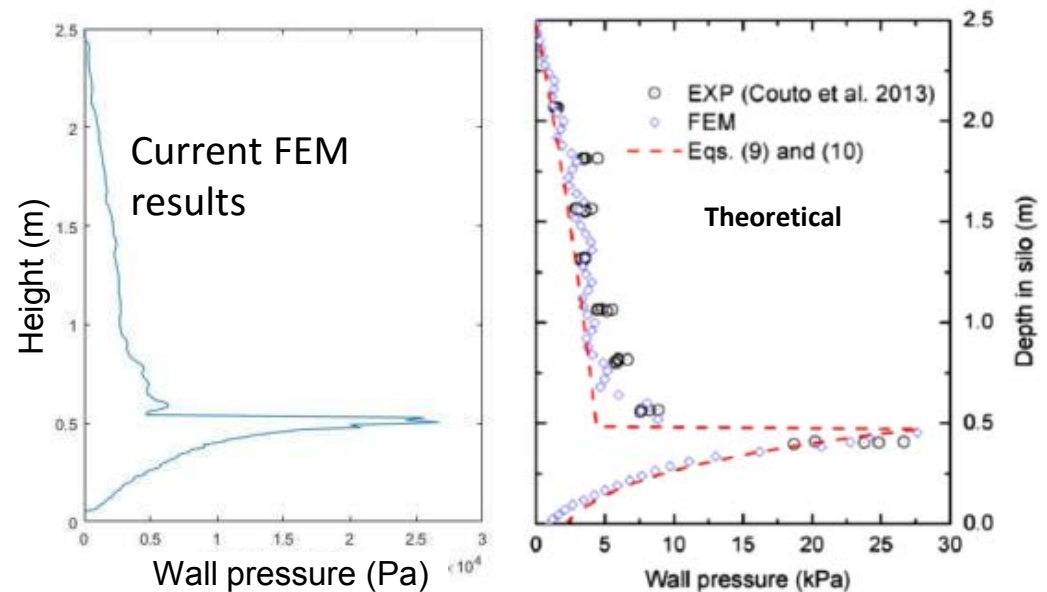 2.5
2
1.5
1
0.5
0
0
0.5
1
1.5
2
2.5
3
×10⁴
Height (m)
Wall pressure (Pa)
Current FEM
results
EXP (Couto et al. 2013)
FEM
Eqs. (9) and (10)
Theoretical
2.5
2.0
1.5
1.0
0.5
0.0
Depth in silo (m)
0
5
10
15
20
25
30
Wall pressure (kPa)